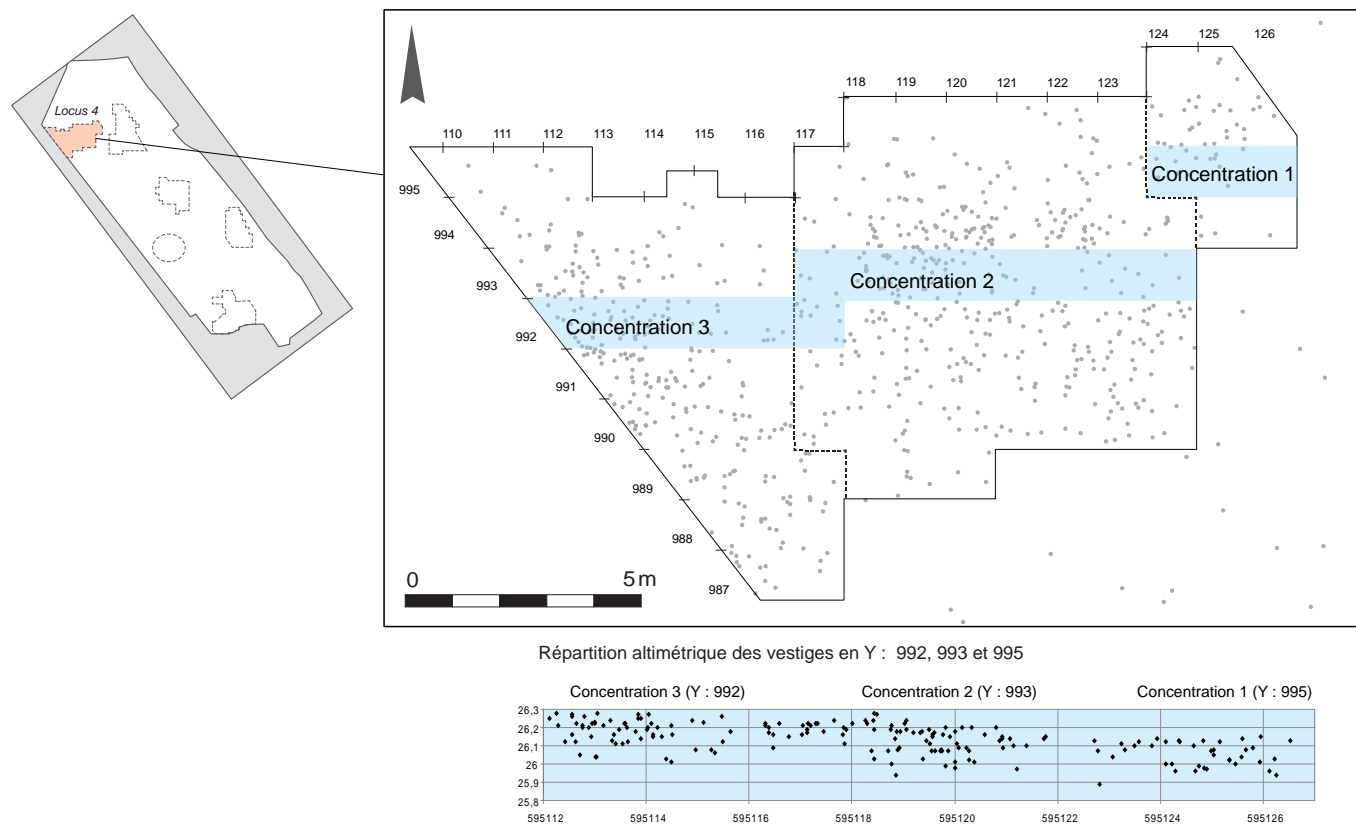 Locus 4
124 125 126
118 119 120 121 122 123
110 111 112 113 114 115 116 117
995
994
993
992
991
990
989
988
987
Concentration 1
Concentration 2
Concentration 3
0 5 m
Répartition altimétrique des vestiges en Y : 992, 993 et 995
Concentration 3 (Y : 992) Concentration 2 (Y : 993) Concentration 1 (Y : 995)
26,3
26,2
26,1
26
25,9
25,8
595112 595114 595116 595118 595120 595122 595124 595126